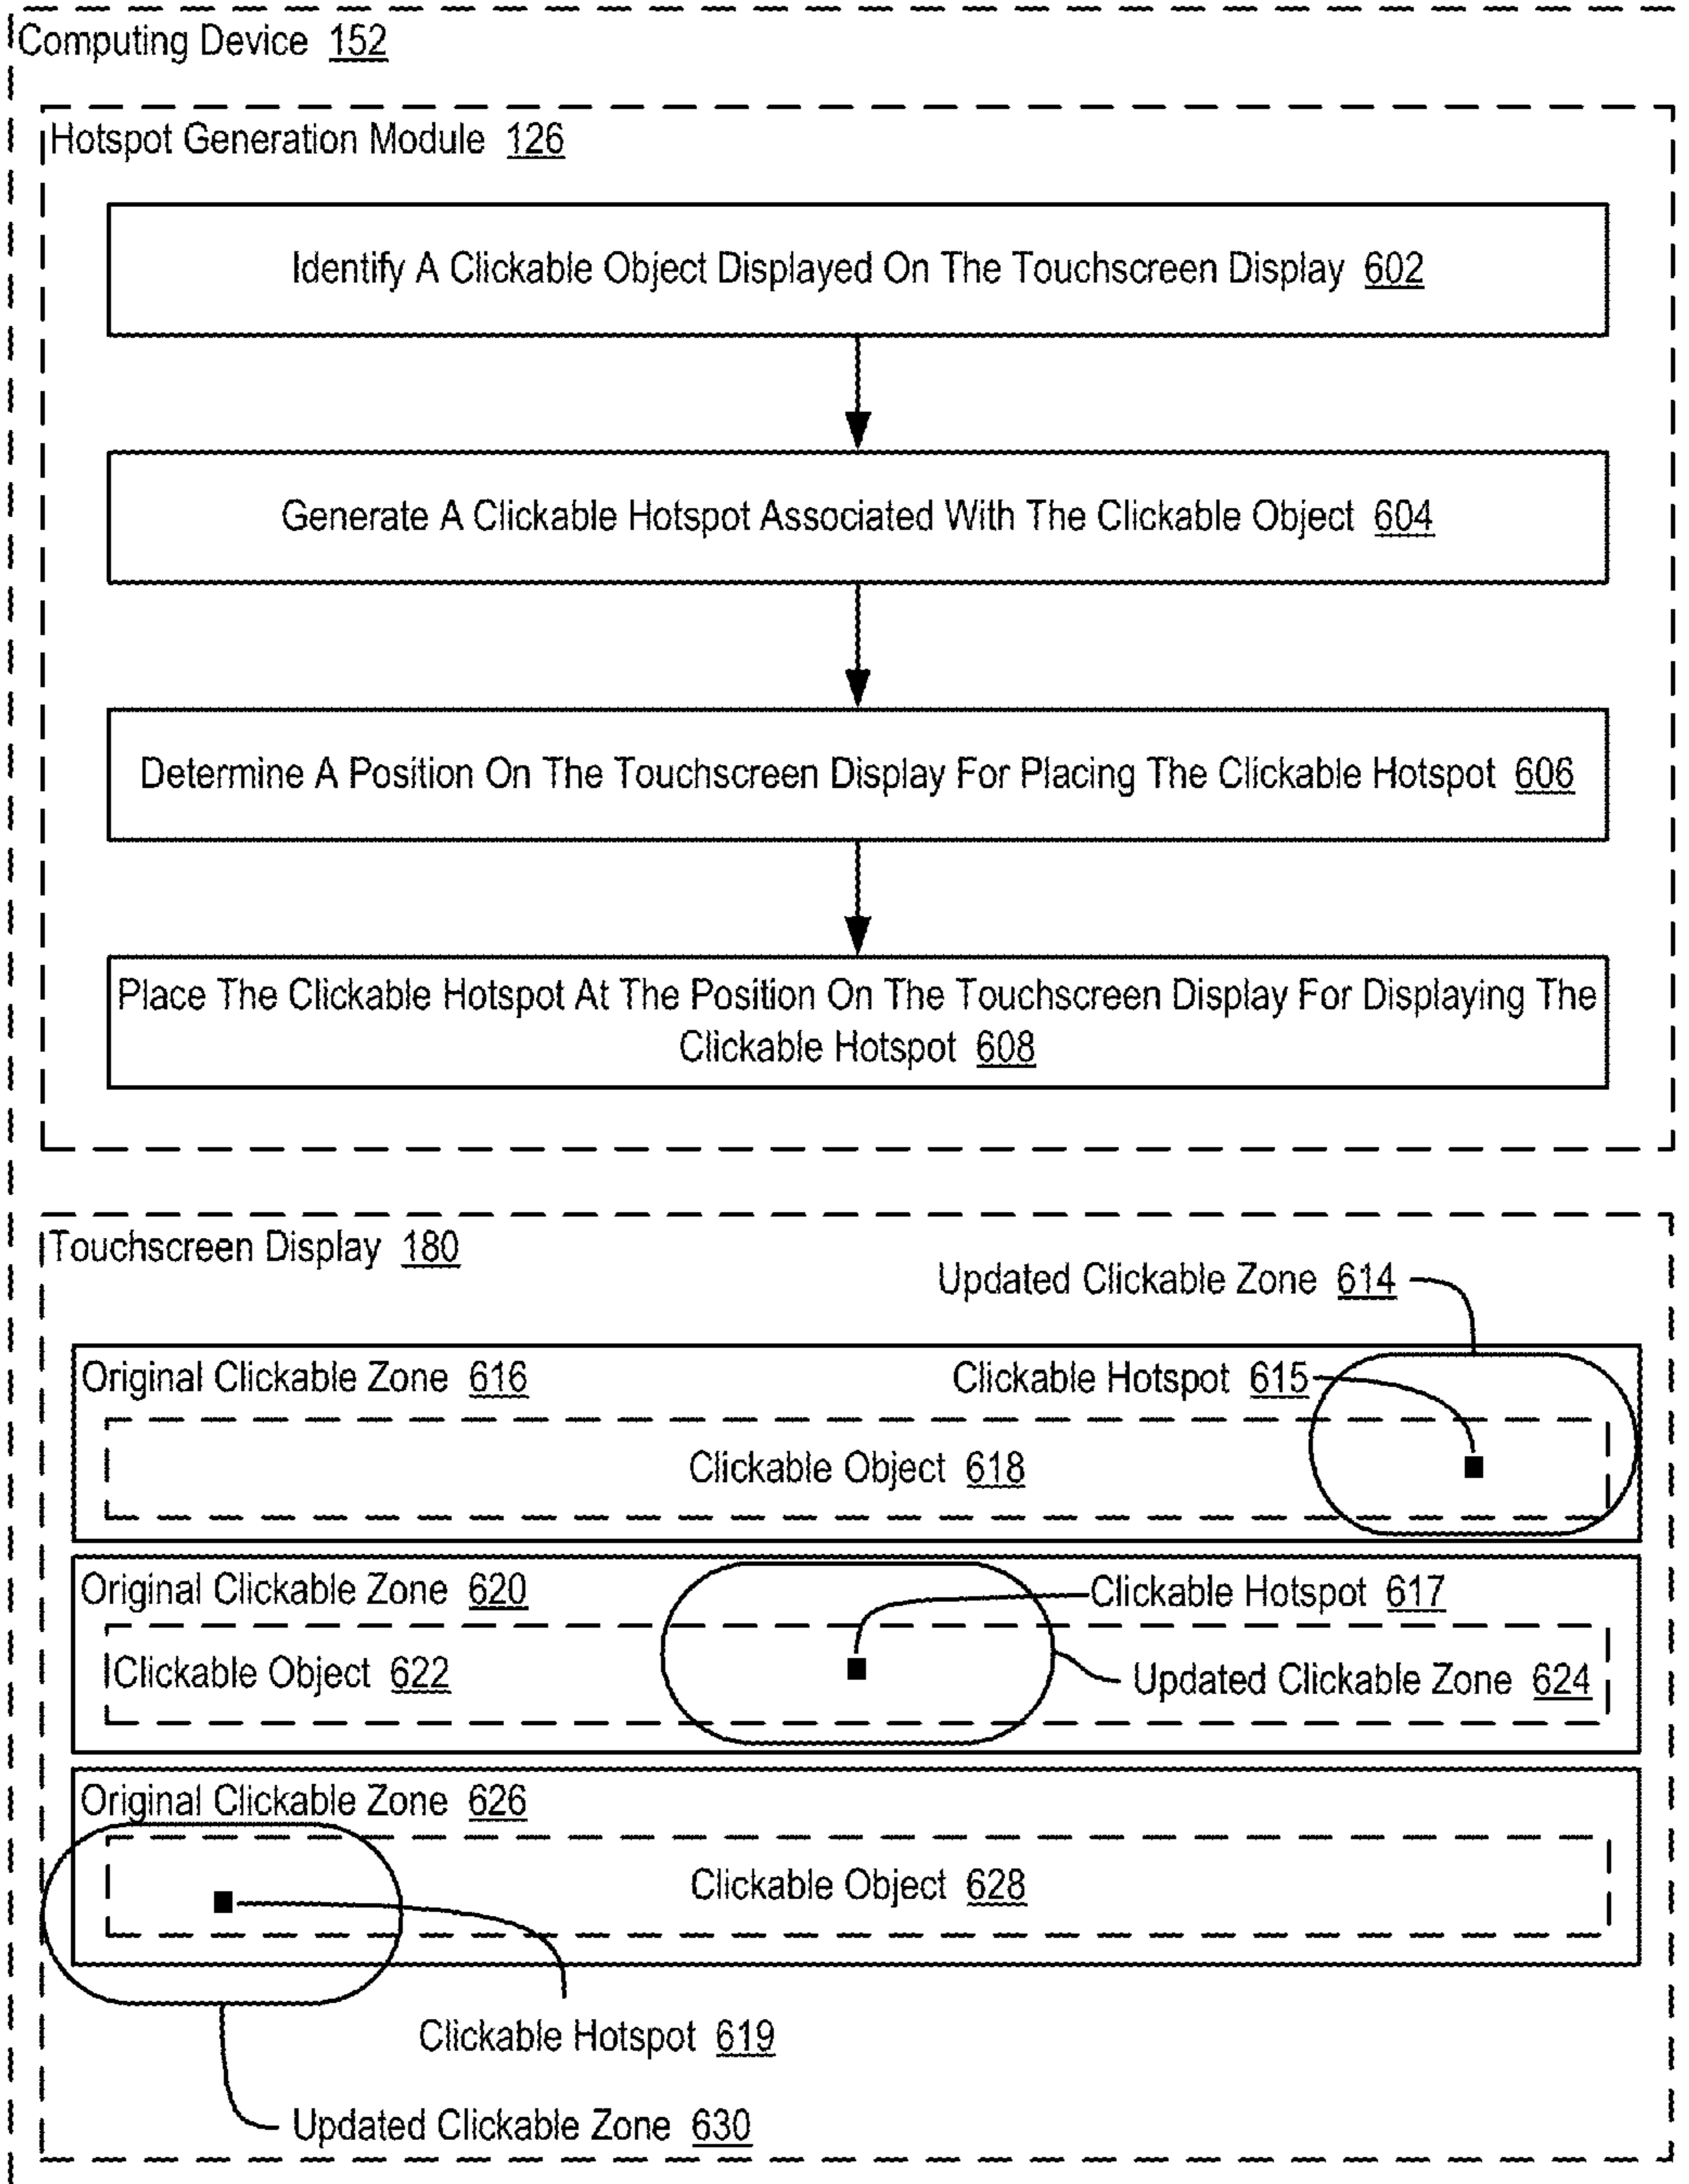 Computing Device 152
Hotspot Generation Module 126
Identify A Clickable Object Displayed On The Touchscreen Display 602
Generate A Clickable Hotspot Associated With The Clickable Object 604
Determine A Position On The Touchscreen Display For Placing The Clickable Hotspot 606
Place The Clickable Hotspot At The Position On The Touchscreen Display For Displaying The
Clickable Hotspot 608
Touchscreen Display 180
Updated Clickable Zone 614
Original Clickable Zone 616
Clickable Hotspot 615
Clickable Object 618
Original Clickable Zone 620
Clickable Hotspot 617
Clickable Object 622
Updated Clickable Zone 624
Original Clickable Zone 626
Clickable Object 628
Clickable Hotspot 619
Updated Clickable Zone 630